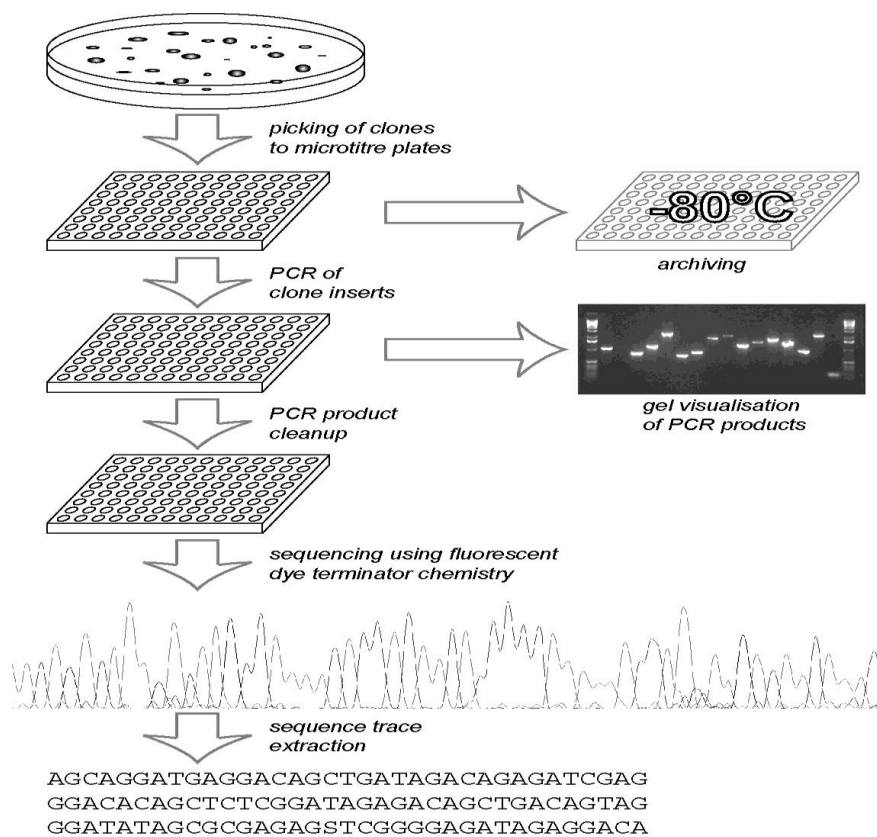 picking of clones
to microtitre plates
-80°C
archiving
PCR of
clone inserts
gel visualisation
of PCR products
PCR product
cleanup
sequencing using fluorescent
dye terminator chemistry
sequence trace
extraction
AGCAGGATGAGGACAGCTGATAGACAGAGATCGAG
GGACACAGCTCTCGGATAGAGACAGCTGACAGTAG
GGATATAGCGCGAGAGSTCGGGGAGATAGAGGACA